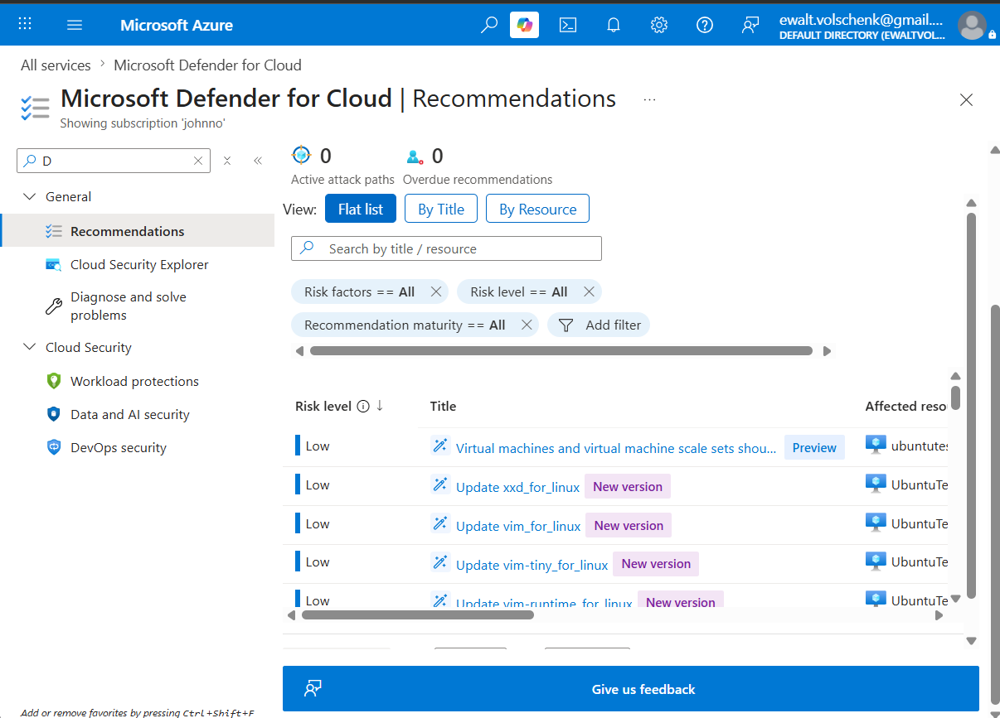 Microsoft Azure
ewalt.volschenk@gmail....
DEFAULT DIRECTORY (EWALTVOL...
All services > Microsoft Defender for Cloud
Microsoft Defender for Cloud | Recommendations ...
Showing subscription 'johnno'
D
General
Recommendations
Cloud Security Explorer
Diagnose and solve
problems
Cloud Security
Workload protections
Data and AI security
DevOps security
Add or remove favorites by pressing Ctrl+Shift+F
0 0
Active attack paths Overdue recommendations
View: Flat list By Title By Resource
Search by title / resource
Risk factors == All Risk level == All
Recommendation maturity == All Add filter
Risk level Title Affected reso
Low Virtual machines and virtual machine scale sets shou... Preview ubuntutes
Low Update xxd_for_linux New version UbuntuTe
Low Update vim_for_linux New version UbuntuTe
Low Update vim-tiny_for_linux New version UbuntuTe
Low Update vim-runtime_for_linux New version UbuntuTe
Give us feedback